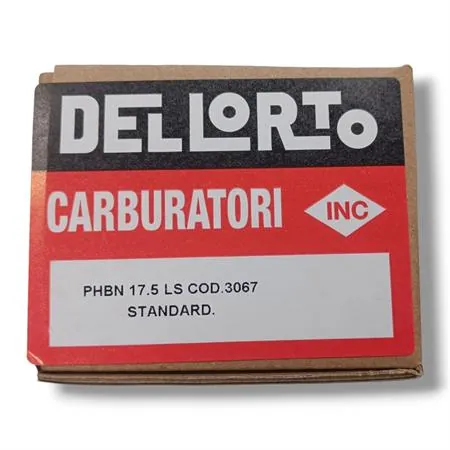 DELLORTO
CARBURATORI
INC
PHBN 17.5 LS COD.3067
STANDARD.